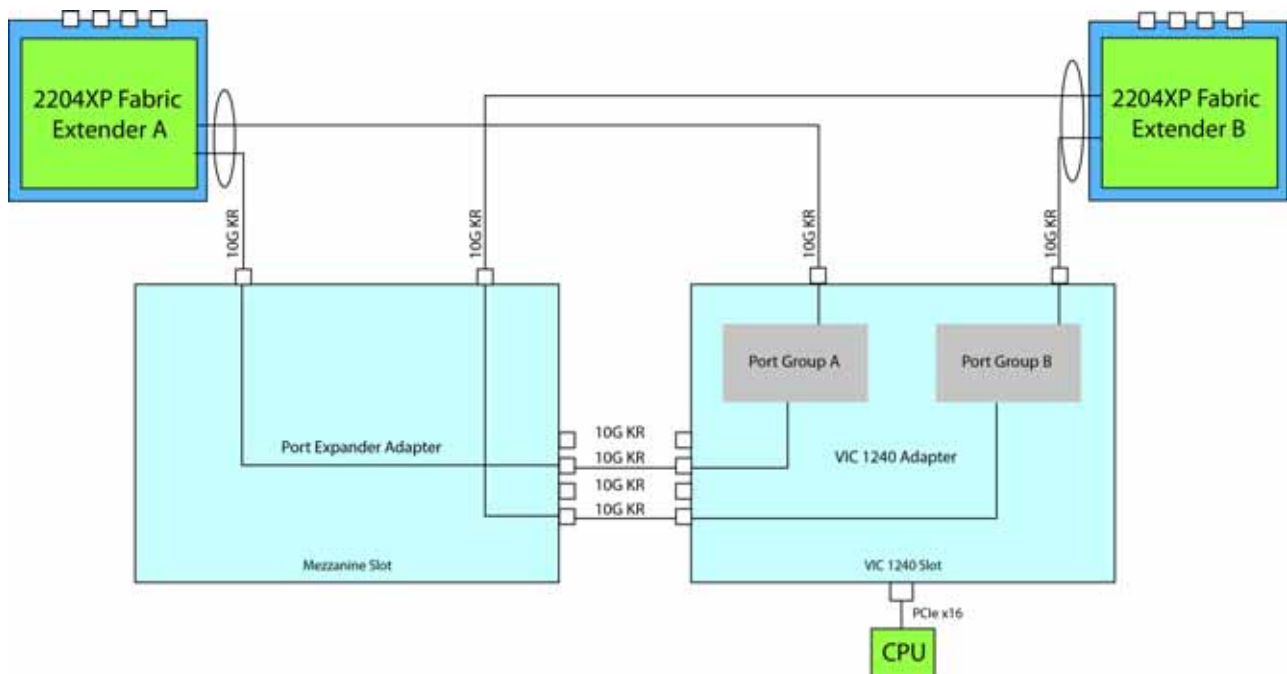 2204XP Fabric
Extender A
2204XP Fabric
Extender B
10G KR
10G KR
10G KR
10G KR
Port Group A
Port Group B
10G KR
10G KR
10G KR
10G KR
Port Expander Adapter
VIC 1240 Adapter
Mezzanine Slot
VIC 1240 Slot
PCIe x16
CPU